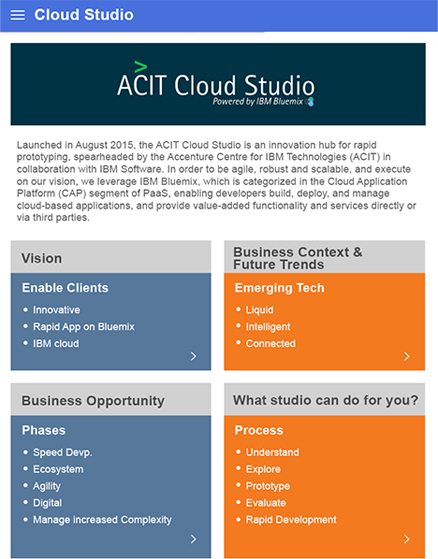 Cloud Studio
ACIT Cloud Studio
Powered by IBM Bluemix
Launched in August 2015, the ACIT Cloud Studio is an innovation hub for rapid
prototyping, spearheaded by the Accenture Centre for IBM Technologies (ACIT) in
collaboration with IBM Software. In order to be agile, robust and scalable, and execute
on our vision, we leverage IBM Bluemix, which is categorized in the Cloud Application
Platform (CAP) segment of PaaS, enabling developers build, deploy, and manage
cloud-based applications, and provide value-added functionality and services directly or
via third parties.
Vision
Enable Clients
• Innovative
• Rapid App on Bluemix
• IBM cloud
Business Context &
Future Trends
Emerging Tech
• Liquid
• Intelligent
• Connected
Business Opportunity
Phases
• Speed Devp.
• Ecosystem
• Agility
• Digital
• Manage increased Complexity
What studio can do for you?
Process
• Understand
• Explore
• Prototype
• Evaluate
• Rapid Development